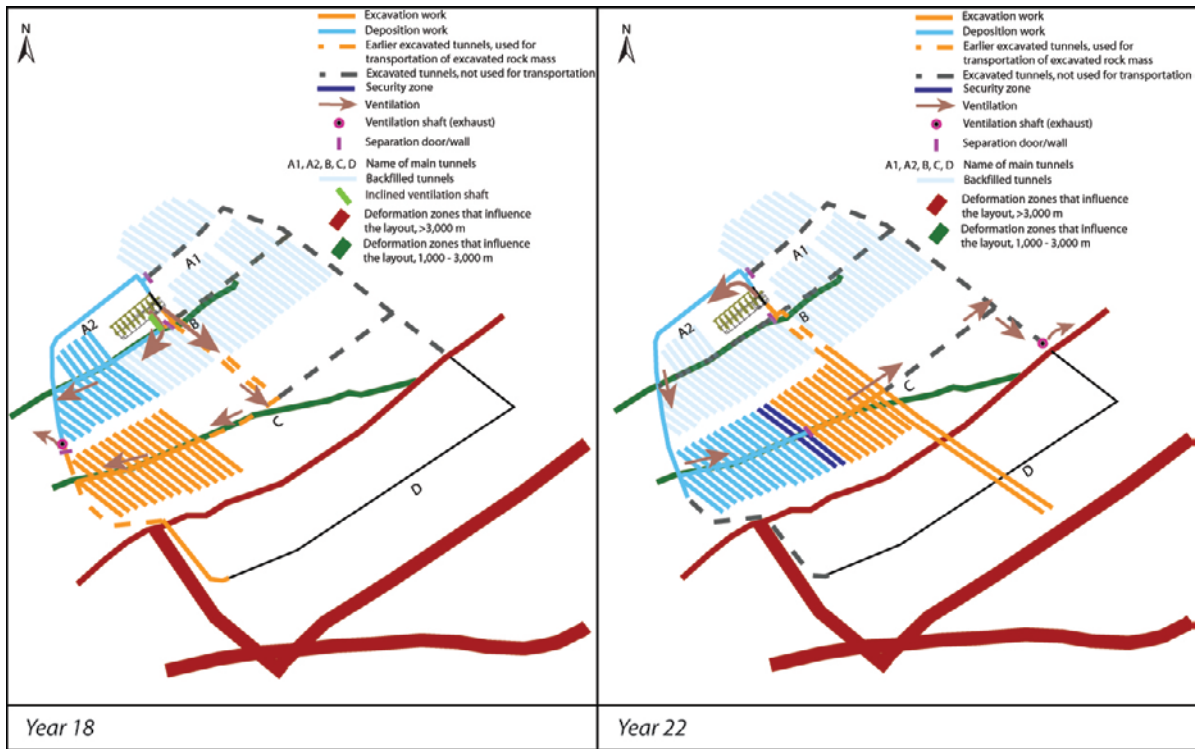 N
Excavation work
Deposition work
Earlier excavated tunnels, used for
transportation of excavated rock mass
Excavated tunnels, not used for transportation
Security zone
Ventilation
Ventilation shaft (exhaust)
Separation door/wall
A1, A2, B, C, D Name of main tunnels
Backfilled tunnels
Inclined ventilation shaft
Deformation zones that influence
the layout, >3,000 m
Deformation zones that influence
the layout, 1,000 - 3,000 m
A1
A2
B
C
D
Year 18
N
Excavation work
Deposition work
Earlier excavated tunnels, used for
transportation of excavated rock mass
Excavated tunnels, not used for transportation
Security zone
Ventilation
Ventilation shaft (exhaust)
Separation door/wall
A1, A2, B, C, D Name of main tunnels
Backfilled tunnels
Deformation zones that influence
the layout, >3,000 m
Deformation zones that influence
the layout, 1,000 - 3,000 m
A1
A2
B
C
D
Year 22